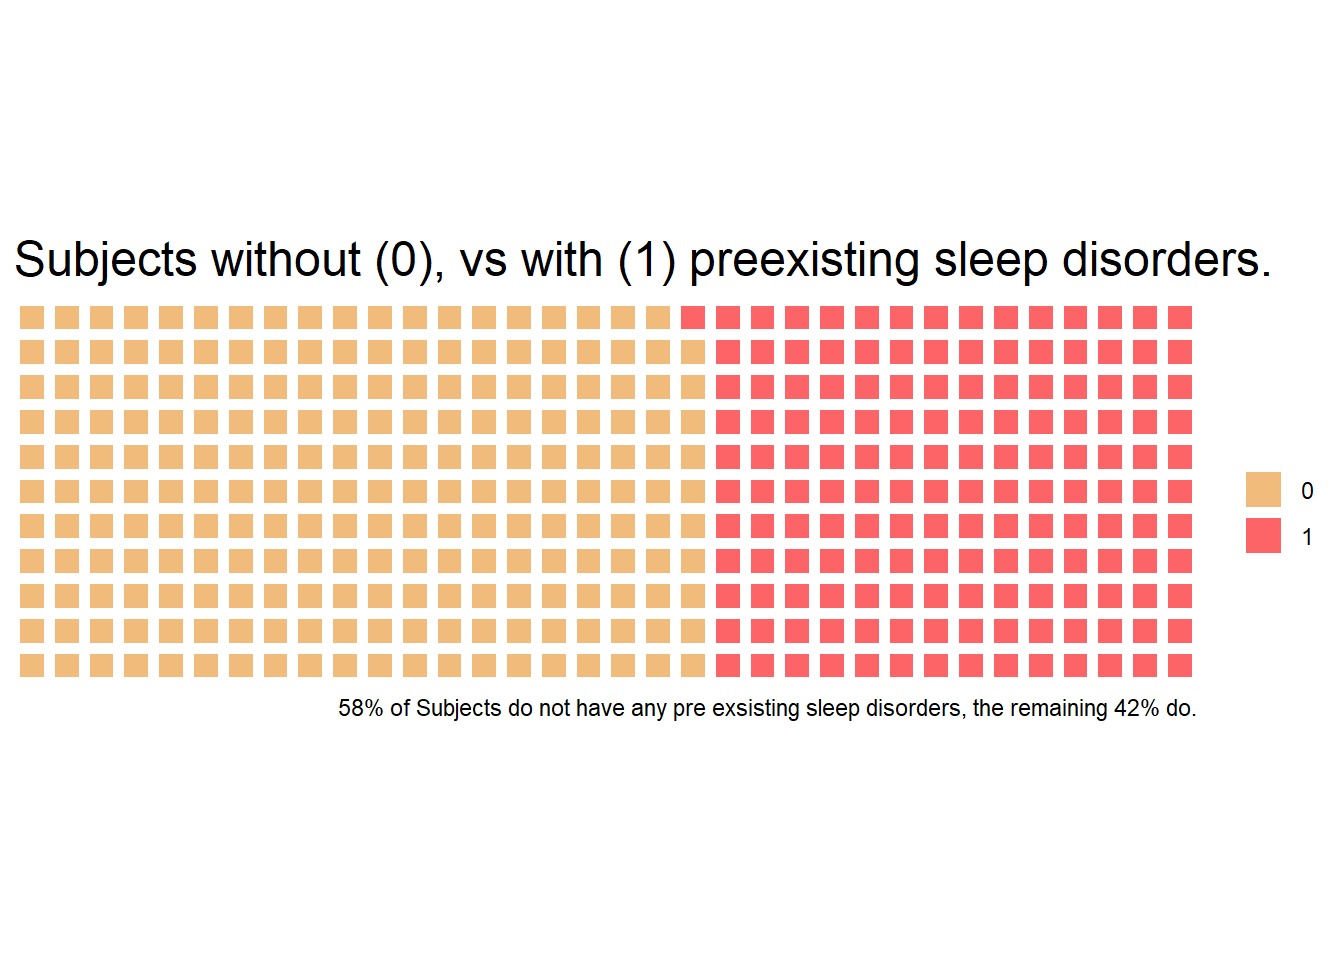 Subjects without (0), vs with (1) preexisting sleep disorders.
0
1
58% of Subjects do not have any pre exsisting sleep disorders, the remaining 42% do.